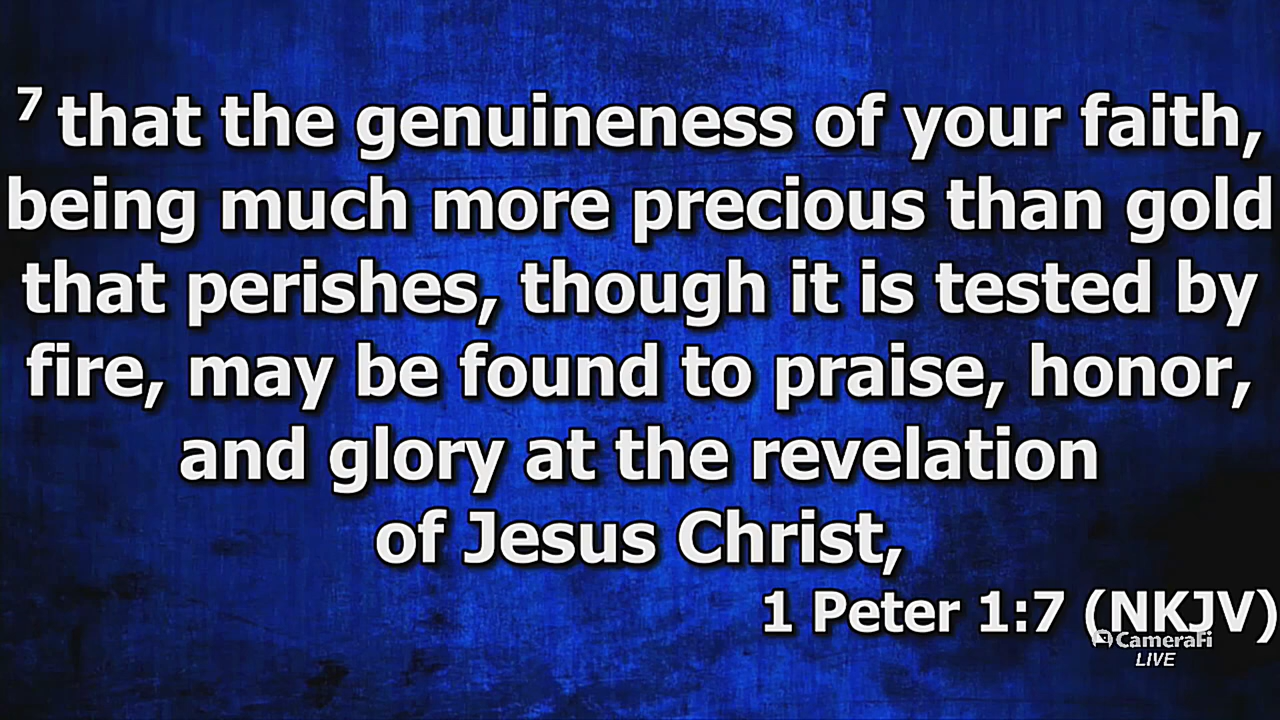 7 that the genuineness of your faith,
being much more precious than gold
that perishes, though it is tested by
fire, may be found to praise, honor,
and glory at the revelation
of Jesus Christ,
1 Peter 1:7 (NKJV)
CameraFi
LIVE